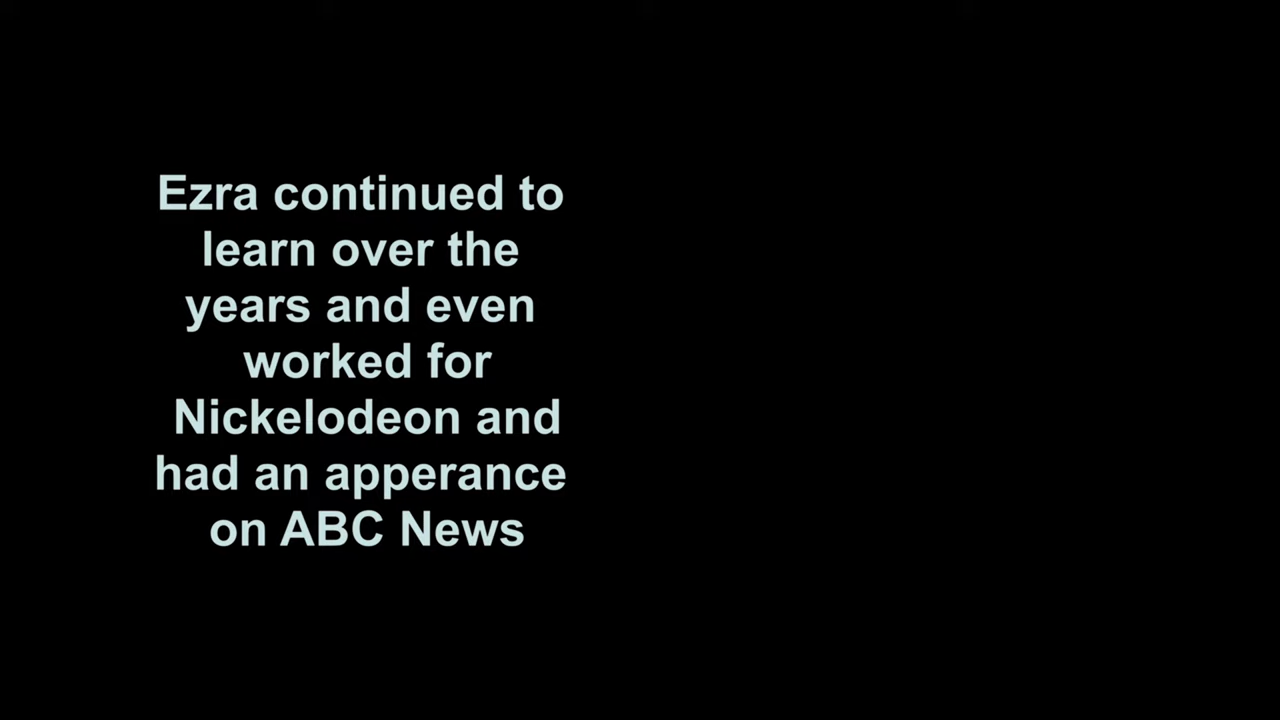 Ezra continued to
learn over the
years and even
worked for
Nickelodeon and
had an apperance
on ABC News